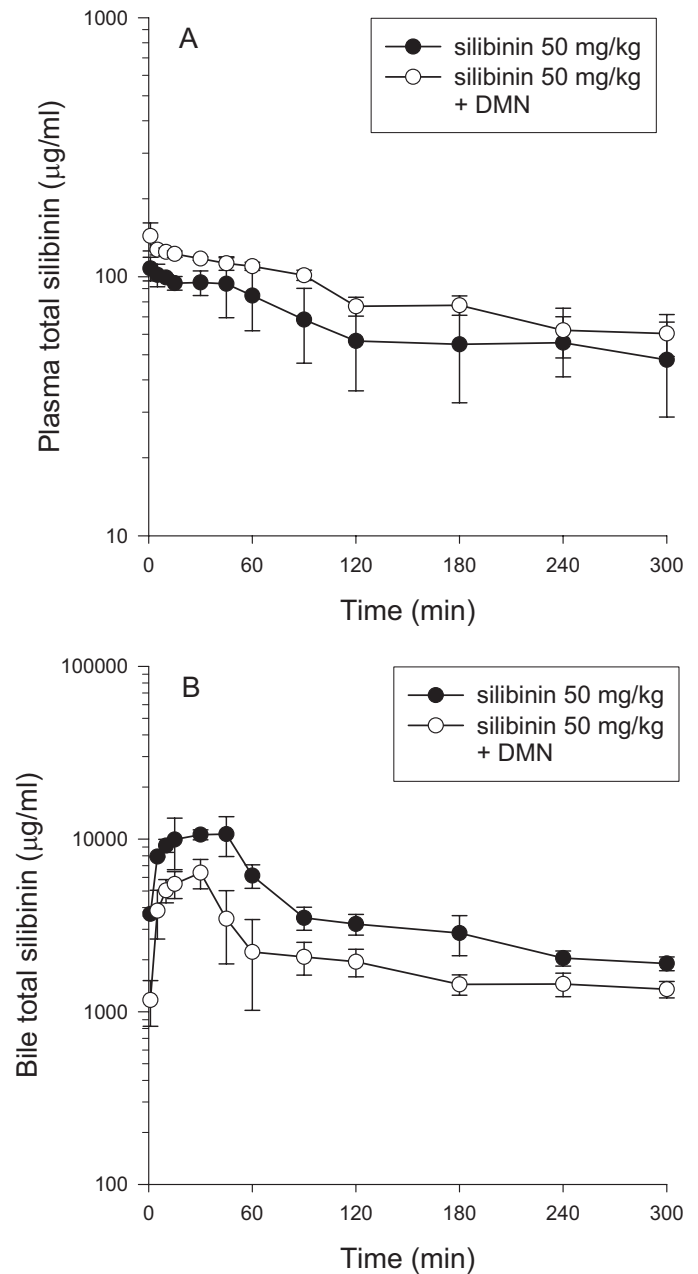 1000
A
silibinin 50 mg/kg
silibinin 50 mg/kg
+ DMN
Plasma total silibinin (μg/ml)
100
10
0 60 120 180 240 300
Time (min)
100000
B
silibinin 50 mg/kg
silibinin 50 mg/kg
+ DMN
Bile total silibinin (μg/ml)
10000
1000
100
0 60 120 180 240 300
Time (min)